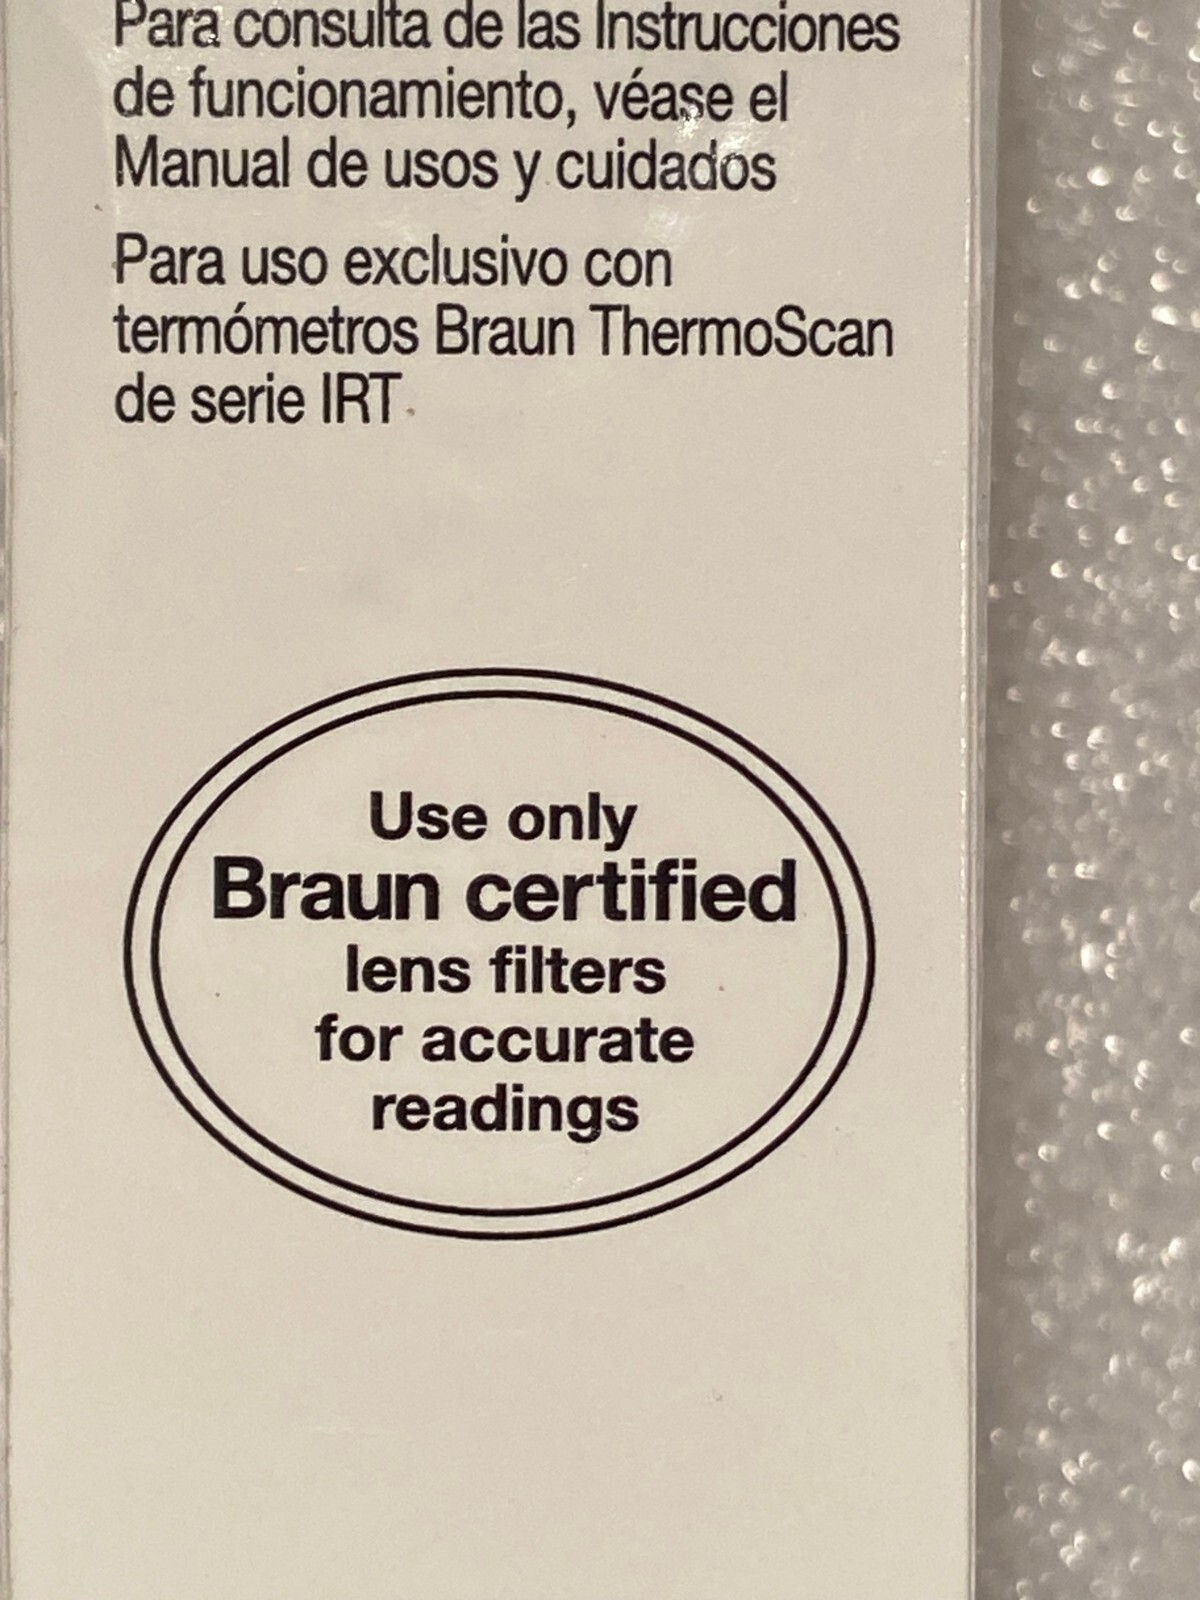 Para consulta de las Instrucciones
de funcionamiento, véase el
Manual de usos y cuidados
Para uso exclusivo con
termómetros Braun ThermoScan
de serie IRT
Use only
Braun certified
lens filters
for accurate
readings